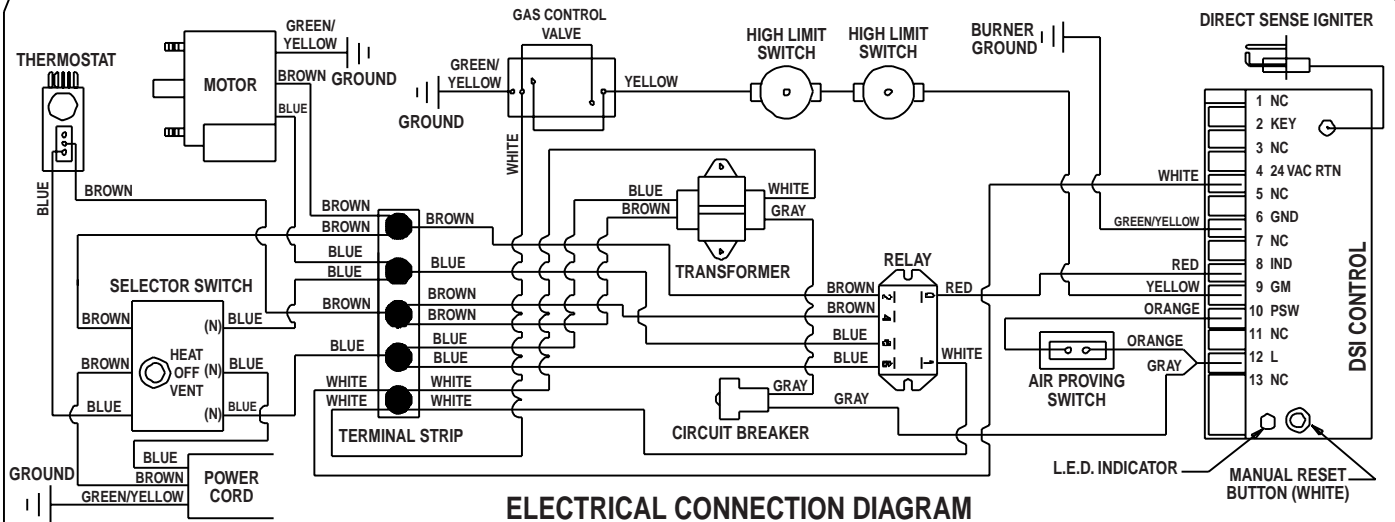 GREEN/
YELLOW
GROUND
THERMOSTAT
MOTOR
BROWN
BLUE
GAS CONTROL
VALVE
GREEN/
YELLOW
GROUND
YELLOW
WHITE
HIGH LIMIT
SWITCH
HIGH LIMIT
SWITCH
BURNER
GROUND
DIRECT SENSE IGNITER
1 NC
2 KEY
3 NC
4 24 VAC RTN
5 NC
6 GND
7 NC
8 IND
9 GM
10 PSW
11 NC
12 L
13 NC
DSI CONTROL
WHITE
GREEN/YELLOW
RED
YELLOW
ORANGE
BLUE
BROWN
BROWN
BROWN
BLUE
BLUE
BROWN
BLUE
WHITE
WHITE
BROWN
BLUE
BROWN
BROWN
BLUE
BLUE
WHITE
WHITE
TERMINAL STRIP
BLUE
BROWN
WHITE
GRAY
TRANSFORMER
RELAY
BROWN
BROWN
BLUE
BLUE
2
4
RED
WHITE
ORANGE
GRAY
AIR PROVING
SWITCH
GRAY
GRAY
CIRCUIT BREAKER
SELECTOR SWITCH
BROWN
(N)
BLUE
BROWN
HEAT
OFF
VENT
(N)
BLUE
BLUE
(N)
BLUE
BLUE
BROWN
GREEN/YELLOW
GROUND
POWER
CORD
L.E.D. INDICATOR
MANUAL RESET
BUTTON (WHITE)
ELECTRICAL CONNECTION DIAGRAM